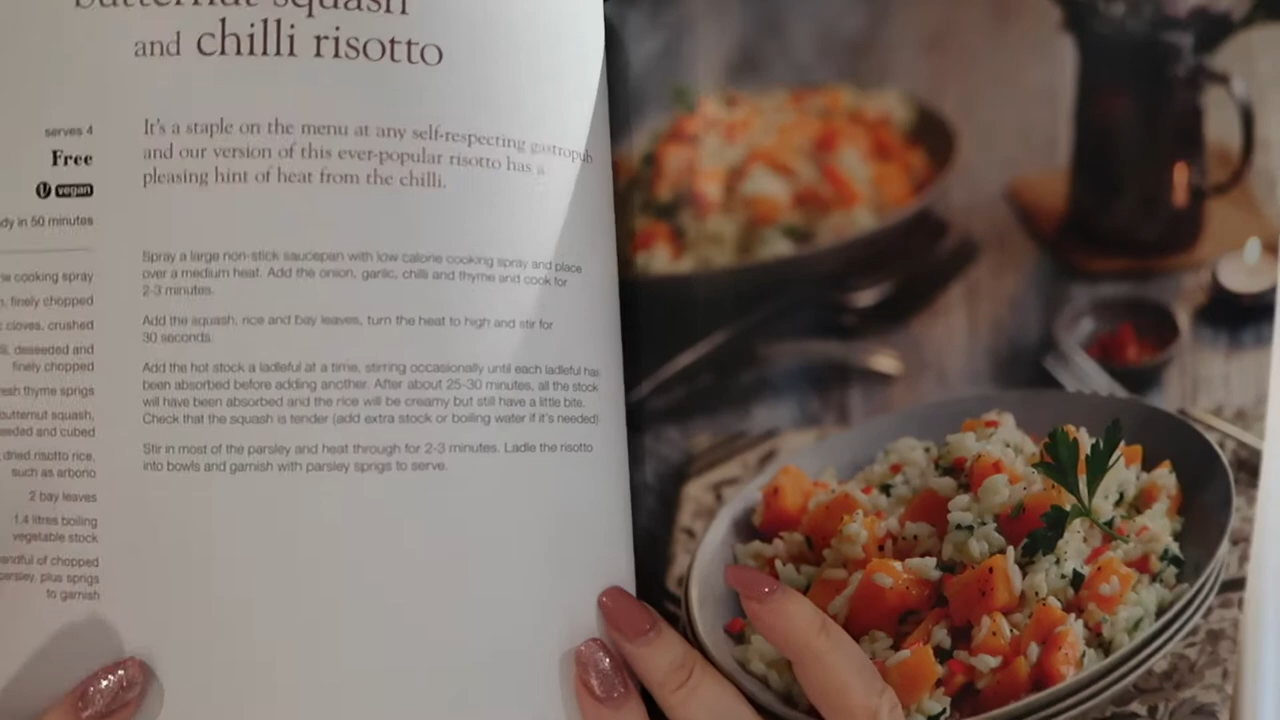 butternut squash
and chilli risotto
serves 4
Free
V vegan
in 50 minutes
It's a staple on the menu at any self-respecting gastropub
and our version of this ever-popular risotto has a
pleasing hint of heat from the chilli.
cooking spray
finely chopped
cloves, crushed
deseeded and
finely chopped
thyme sprigs
butternut squash,
and cubed
dried risotto rice,
such as arborio
2 bay leaves
1.4 litres boiling
vegetable stock
of chopped
parsley, plus sprigs
to garnish
Spray a large non-stick saucepan with low calorie cooking spray and place
over a medium heat. Add the onion, garlic, chilli and thyme and cook for
2-3 minutes.
Add the squash, rice and bay leaves, turn the heat to high and stir for
30 seconds.
Add the hot stock a ladleful at a time, stirring occasionally until each ladleful has
been absorbed before adding another. After about 25-30 minutes, all the stock
will have been absorbed and the rice will be creamy but still have a little bite.
Check that the squash is tender (add extra stock or boiling water if it's needed)
Stir in most of the parsley and heat through for 2-3 minutes. Ladle the risotto
into bowls and garnish with parsley sprigs to serve.